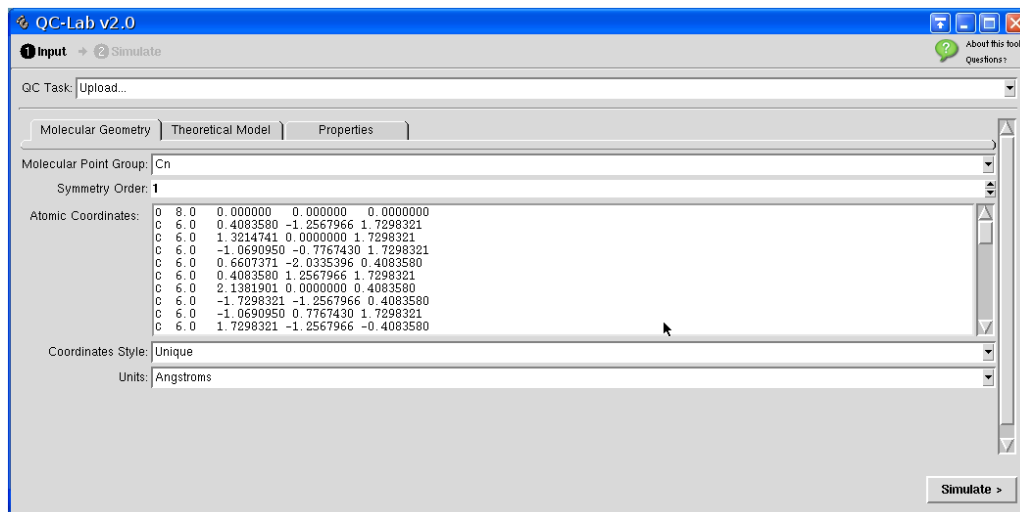 QC-Lab v2.0
1 Input → 2 Simulate
About this tool
Questions?
QC Task: Upload...
Molecular Geometry Theoretical Model Properties
Molecular Point Group: Cn
Symmetry Order: 1
Atomic Coordinates:
O 8.0 0.000000 0.000000 0.0000000
C 6.0 0.4083580 -1.2567966 1.7298321
C 6.0 1.3214741 0.0000000 1.7298321
C 6.0 -1.0690950 -0.7767430 1.7298321
C 6.0 0.6607371 -2.0335396 0.4083580
C 6.0 0.4083580 1.2567966 1.7298321
C 6.0 2.1381901 0.0000000 0.4083580
C 6.0 -1.7298321 -1.2567966 0.4083580
C 6.0 -1.0690950 0.7767430 1.7298321
C 6.0 1.7298321 -1.2567966 -0.4083580
Coordinates Style: Unique
Units: Angstroms
Simulate >